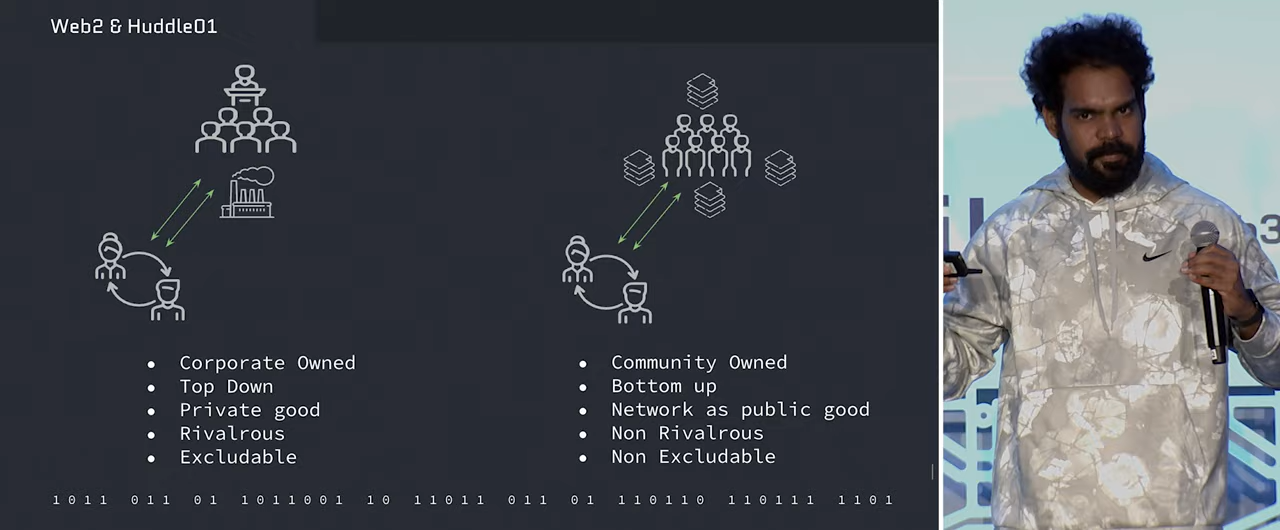 Web2 & Huddle01
Corporate Owned
Top Down
Private good
Rivalrous
Excludable
Community Owned
Bottom up
Network as public good
Non Rivalrous
Non Excludable
1011 011 01 1011001 10 11011 011 01 110110 110111 1101